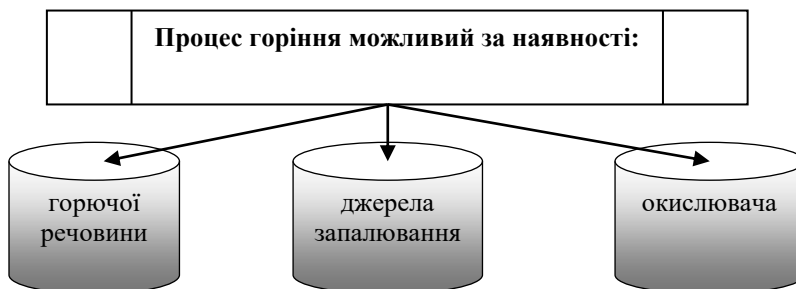 Процес горіння можливий за наявності:
горючої
речовини
джерела
запалювання
окислювача